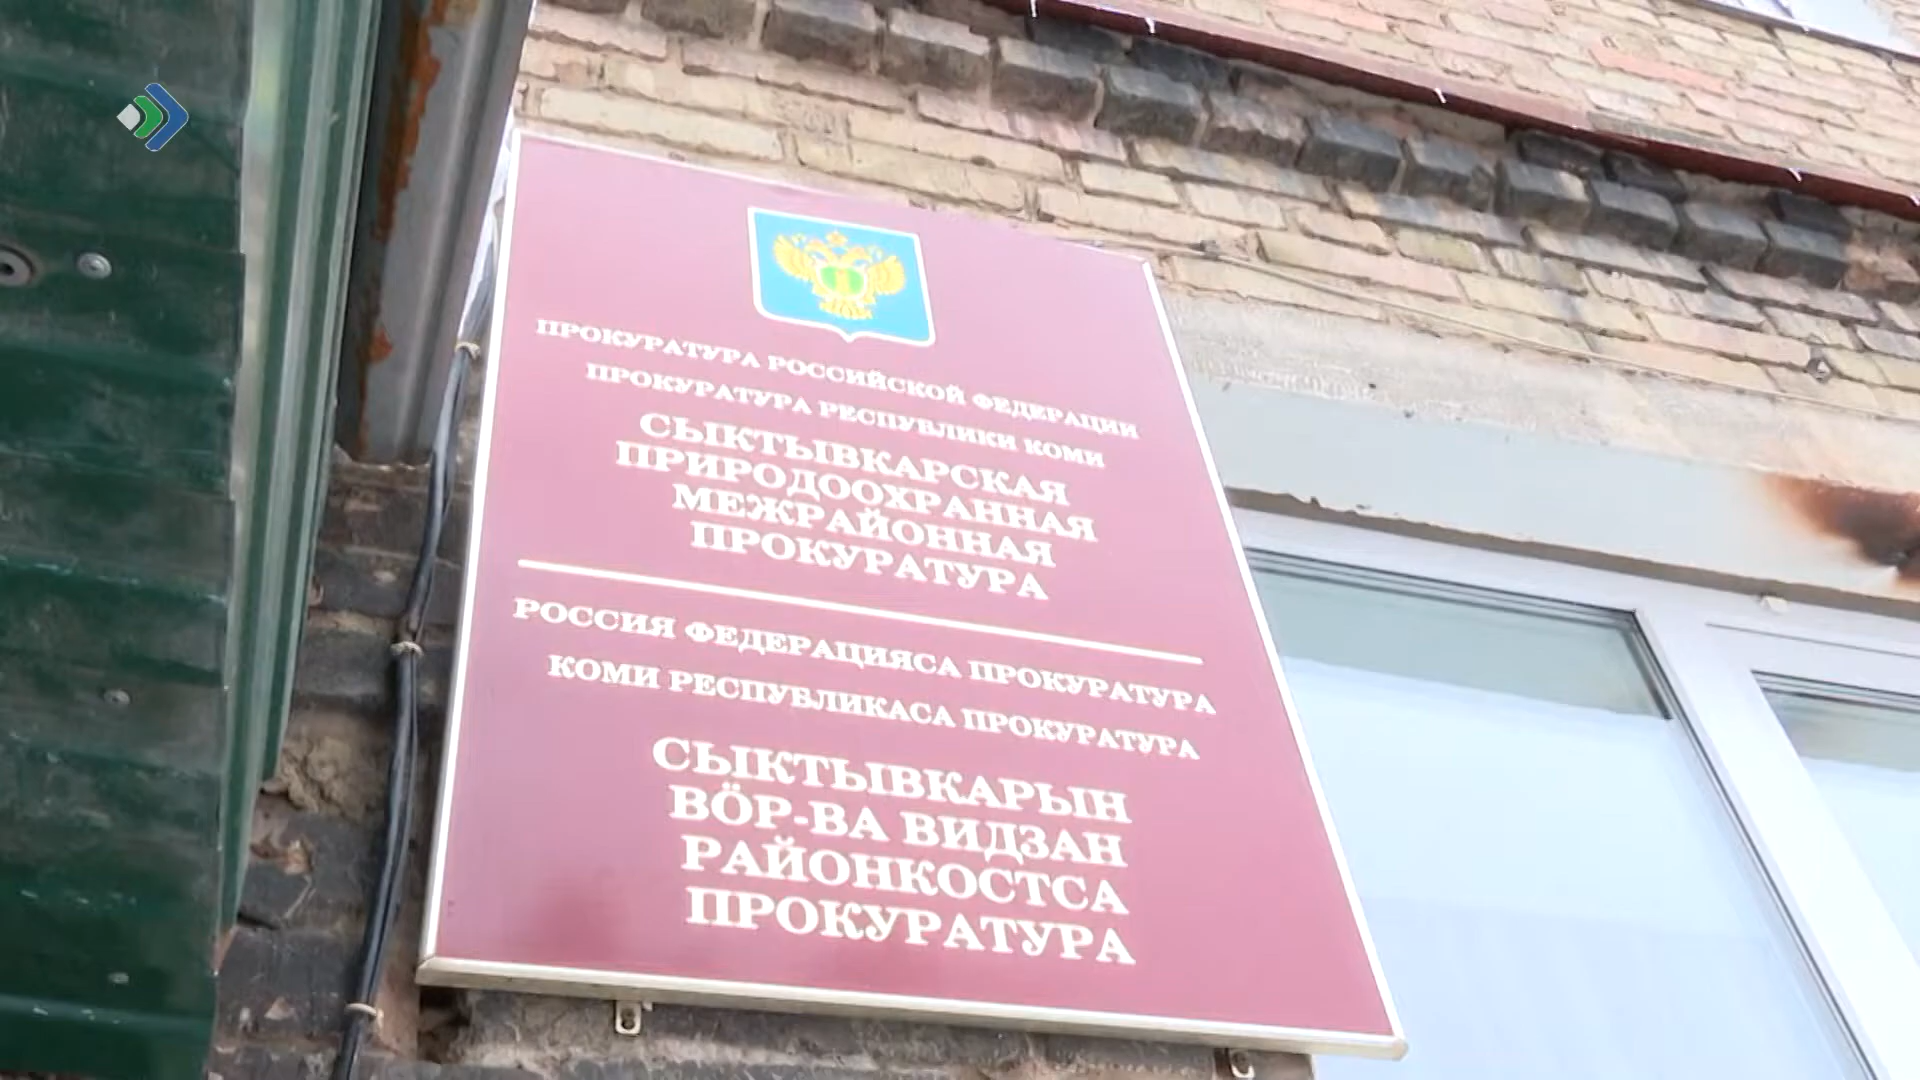 ПРОКУРАТУРА РОССИЙСКОЙ ФЕДЕРАЦИИ
ПРОКУРАТУРА РЕСПУБЛИКИ КОМИ
СЫКТЫВКАРСКАЯ
ПРИРОДООХРАННАЯ
МЕЖРАЙОННАЯ
ПРОКУРАТУРА
РОССИЯ ФЕДЕРАЦИЯСА ПРОКУРАТУРА
КОМИ РЕСПУБЛИКАСА ПРОКУРАТУРА
СЫКТЫВКАРЫН
ВӦР-ВА ВИДЗАН
РАЙОНКОСТСА
ПРОКУРАТУРА